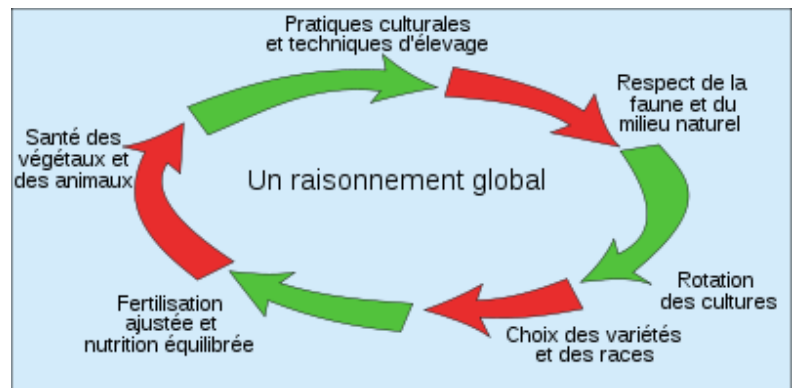 Pratiques culturales
et techniques d'élevage
Respect de la
faune et du
milieu naturel
Santé des
végétaux et
des animaux
Un raisonnement global
Rotation
des cultures
Fertilisation
ajustée et
nutrition équilibrée
Choix des variétés
et des races